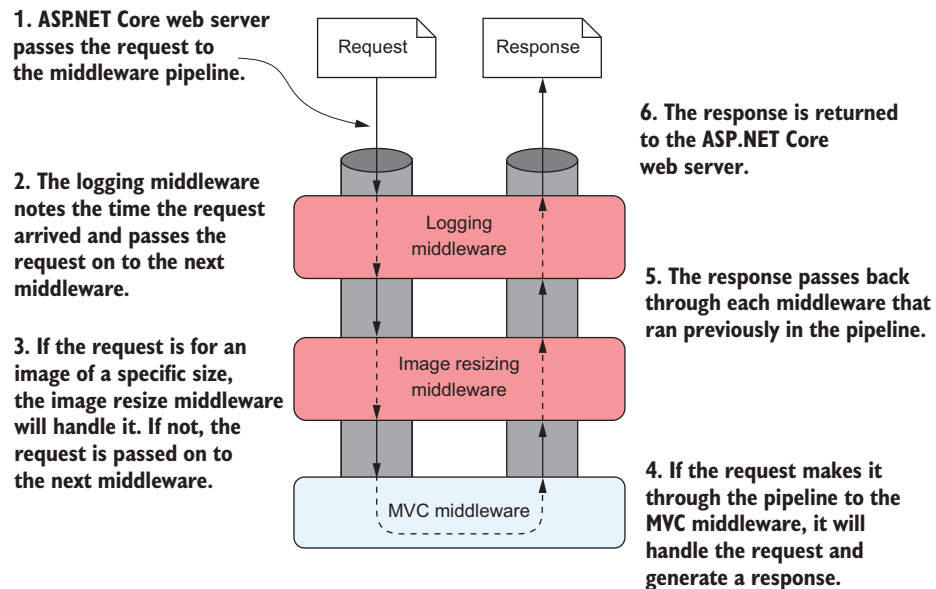 1. ASP.NET Core web server
passes the request to
the middleware pipeline.
Request
Response
6. The response is returned
to the ASP.NET Core
web server.
2. The logging middleware
notes the time the request
arrived and passes the
request on to the next
middleware.
Logging
middleware
5. The response passes back
through each middleware that
ran previously in the pipeline.
3. If the request is for an
image of a specific size,
the image resize middleware
will handle it. If not, the
request is passed on to
the next middleware.
Image resizing
middleware
4. If the request makes it
through the pipeline to the
MVC middleware, it will
handle the request and
generate a response.
MVC middleware